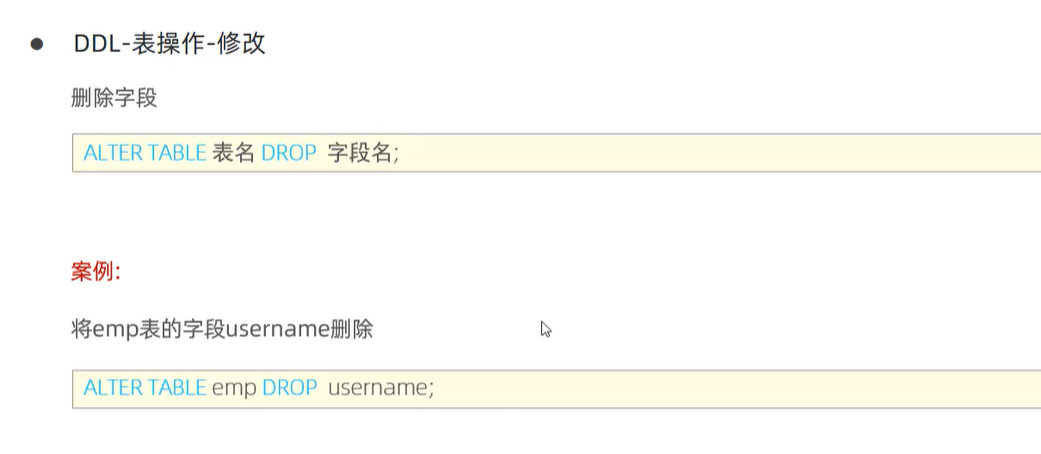 ● DDL-表操作-修改
删除字段
ALTER TABLE 表名 DROP 字段名;
案例:
将emp表的字段username删除
ALTER TABLE emp DROP username;